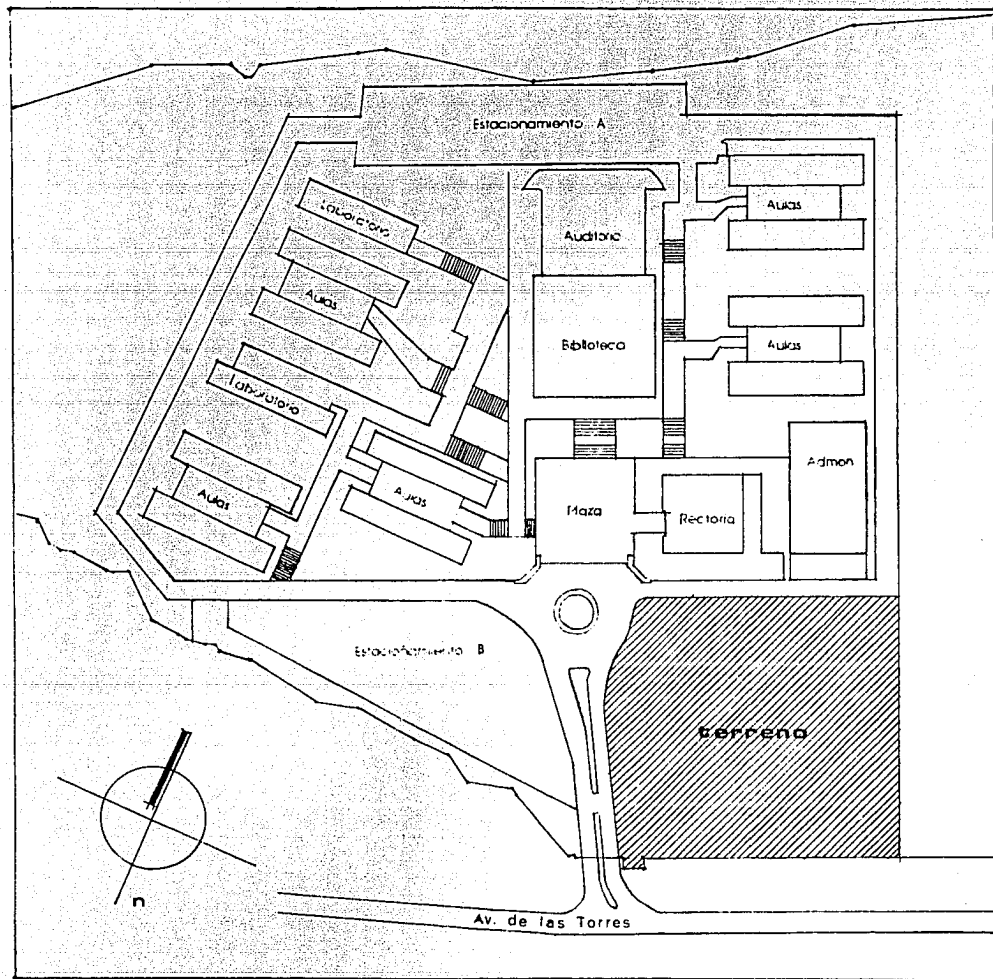 Estacionamiento A
Laboratorio
Auditorio
Aulas
Aulas
Biblioteca
Aulas
Laboratorio
Aulas
Aulas
Plaza
Rectoria
Admon
Estacionamiento B
terreno
n
Av. de las Torres